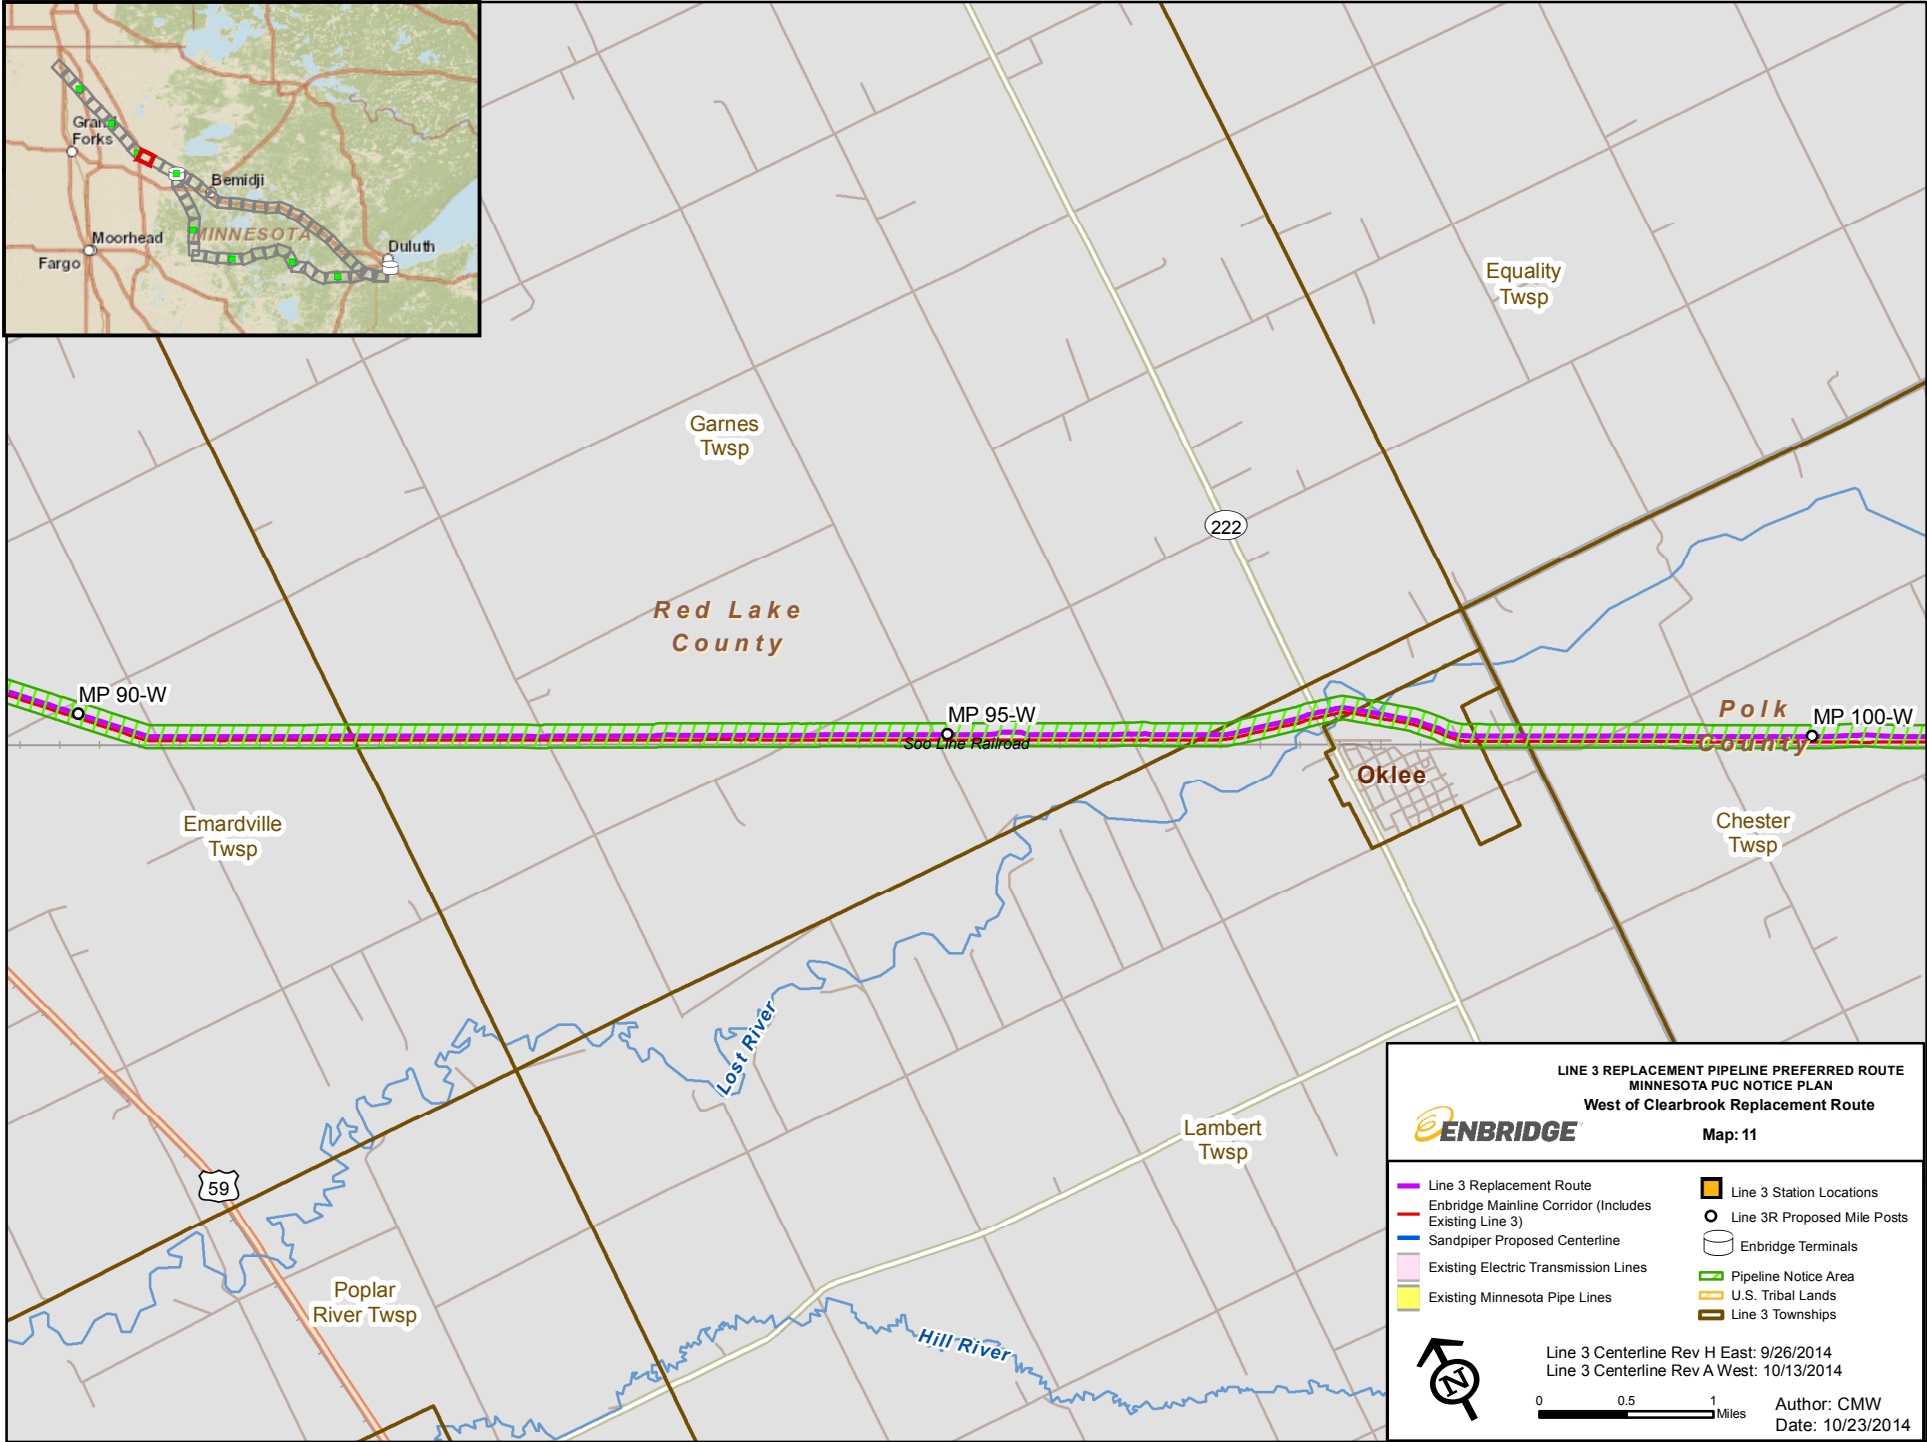 Grand
Forks
Bemidji
MINNESOTA
Moorhead
Fargo
Duluth
Equality
Twsp
Garnes
Twsp
222
Red Lake
County
MP 90-W
MP 95-W
Soo Line Railroad
Polk
County
MP 100-W
Oklee
Emardville
Twsp
Chester
Twsp
Lost River
Lambert
Twsp
59
Poplar
River Twsp
Hill River
LINE 3 REPLACEMENT PIPELINE PREFERRED ROUTE
MINNESOTA PUC NOTICE PLAN
West of Clearbrook Replacement Route
ENBRIDGE
Map: 11
Line 3 Replacement Route
Enbridge Mainline Corridor (Includes
Existing Line 3)
Sandpiper Proposed Centerline
Existing Electric Transmission Lines
Existing Minnesota Pipe Lines
Line 3 Station Locations
Line 3R Proposed Mile Posts
Enbridge Terminals
Pipeline Notice Area
U.S. Tribal Lands
Line 3 Townships
N
Line 3 Centerline Rev H East: 9/26/2014
Line 3 Centerline Rev A West: 10/13/2014
0 0.5 1
Miles
Author: CMW
Date: 10/23/2014